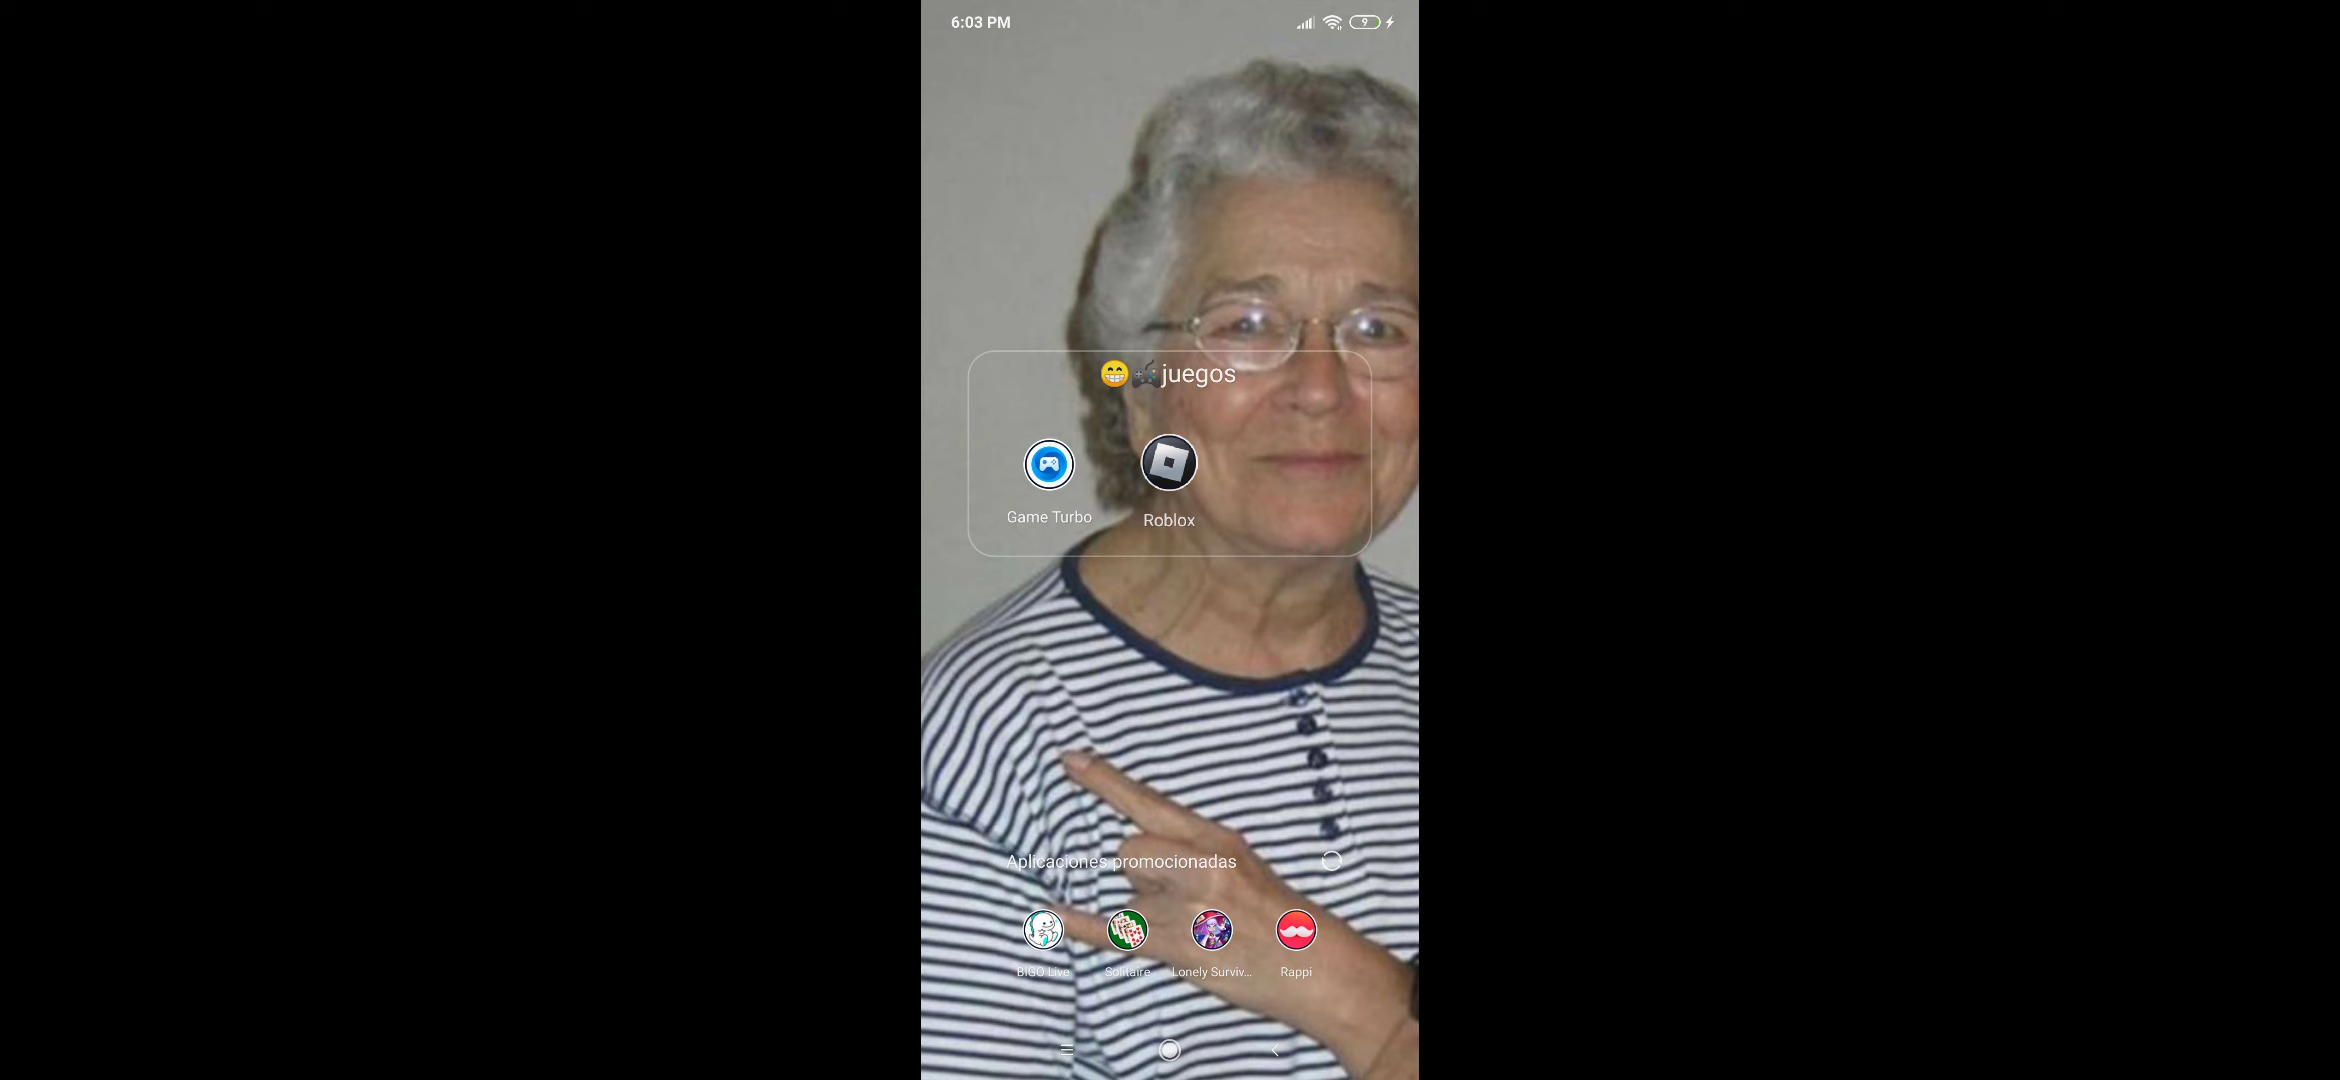 6:03 PM
9
😁🎮juegos
Game Turbo
Roblox
Aplicaciones promocionadas
BIGO Live
Solitaire
Lonely Surviv...
Rappi